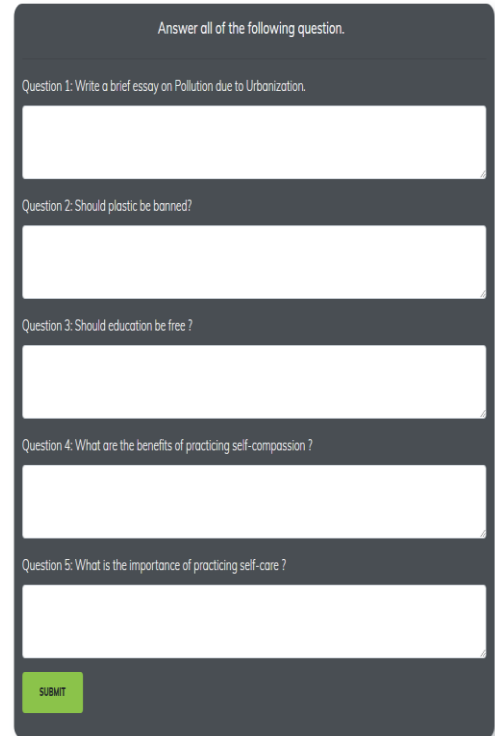 Answer all of the following question.
Question 1: Write a brief essay on Pollution due to Urbanization.
Question 2: Should plastic be banned?
Question 3: Should education be free ?
Question 4: What are the benefits of practicing self-compassion ?
Question 5: What is the importance of practicing self-care ?
SUBMIT